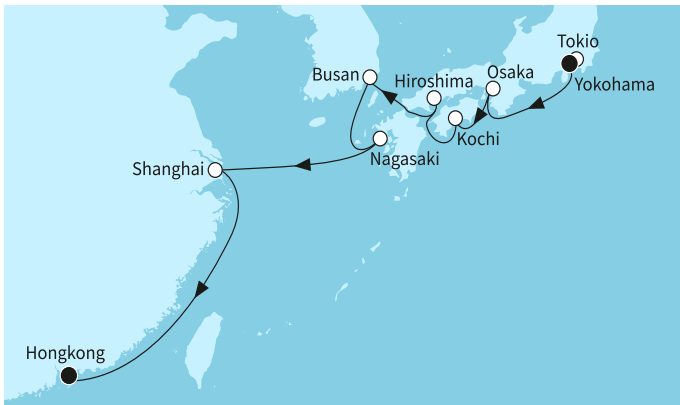 Tokio
Yokohama
Osaka
Hiroshima
Busan
Kochi
Nagasaki
Shanghai
Hongkong